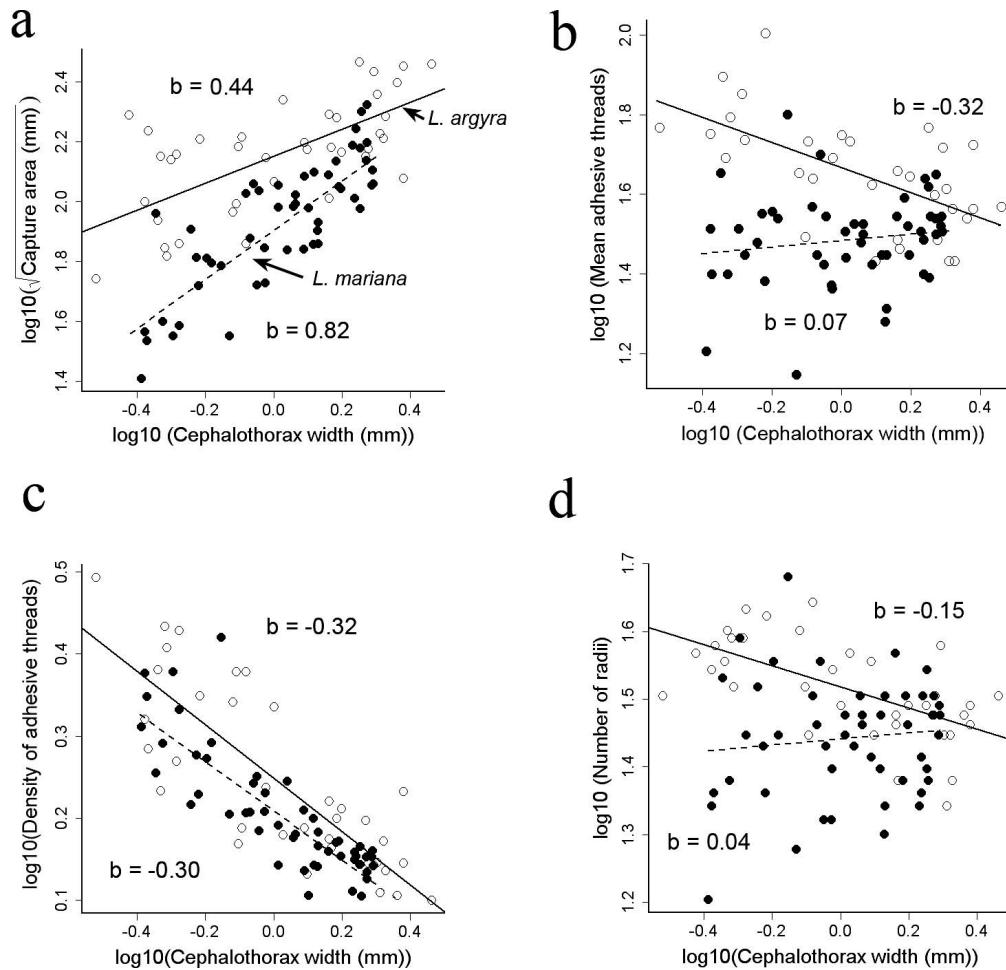 a
log10(√Capture area (mm) )
2.4
2.2
2.0
1.8
1.6
1.4
b = 0.44
L. argyra
L. mariana
b = 0.82
-0.4 -0.2 0.0 0.2 0.4
log10 (Cephalothorax width (mm))
b
log10 (Mean adhesive threads)
2.0
1.8
1.6
1.4
1.2
b = -0.32
b = 0.07
-0.4 -0.2 0.0 0.2 0.4
log10 (Cephalothorax width (mm))
c
log10(Density of adhesive threads)
0.5
0.4
0.3
0.2
0.1
b = -0.32
b = -0.30
-0.4 -0.2 0.0 0.2 0.4
log10(Cephalothorax width (mm))
d
log10 (Number of radii)
1.7
1.6
1.5
1.4
1.3
1.2
b = -0.15
b = 0.04
-0.4 -0.2 0.0 0.2 0.4
log10 (Cephalothorax width (mm))